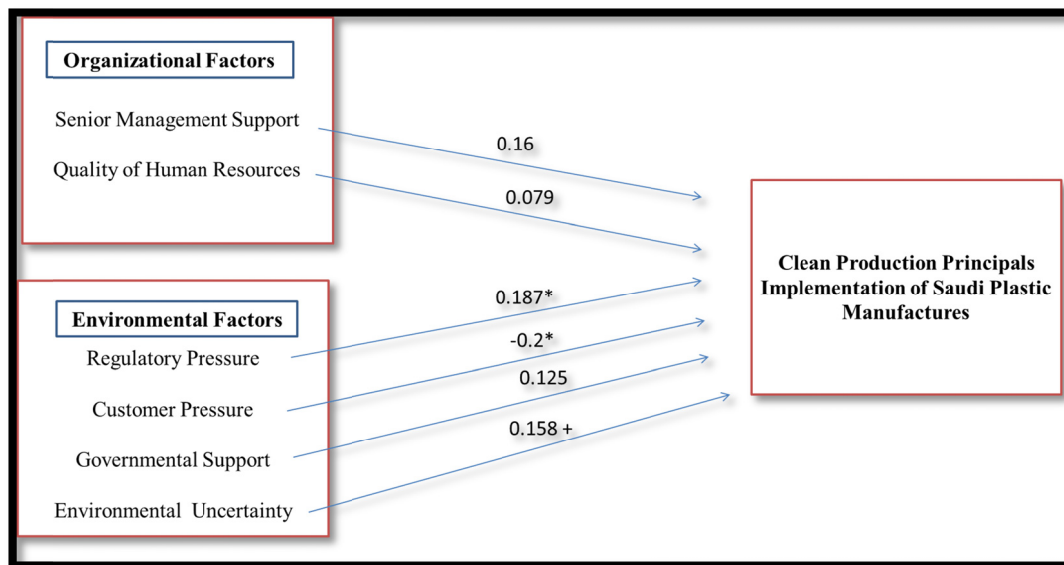 Organizational Factors
Senior Management Support
Quality of Human Resources
0.16
0.079
Environmental Factors
Regulatory Pressure
Customer Pressure
Governmental Support
Environmental Uncertainty
0.187*
-0.2*
0.125
0.158 +
Clean Production Principals
Implementation of Saudi Plastic
Manufactures